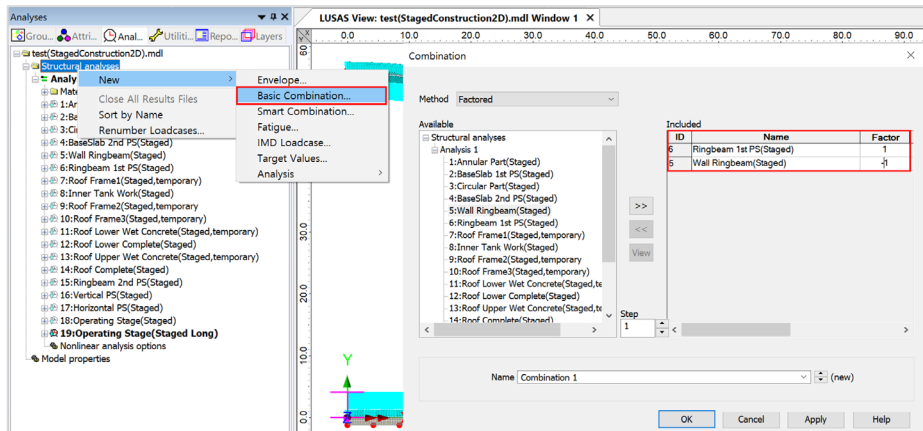 Analyses
Grou... Attri... Anal... Utiliti... Repo... Layers
test(StagedConstruction2D).mdl
Structural analyses
Analy
Mate
1:An
2:Ba
3:Ci
4:BaseSlab 2nd PS(Staged)
5:Wall Ringbeam(Staged)
6:Ringbeam 1st PS(Staged)
7:Roof Frame1(Staged,temporary)
8:Inner Tank Work(Staged)
9:Roof Frame2(Staged,temporary
10:Roof Frame3(Staged,temporary
11:Roof Lower Wet Concrete(Staged,temporary)
12:Roof Lower Complete(Staged)
13:Roof Upper Wet Concrete(Staged,temporary)
14:Roof Complete(Staged)
15:Ringbeam 2nd PS(Staged)
16:Vertical PS(Staged)
17:Horizontal PS(Staged)
18:Operating Stage(Staged)
19:Operating Stage(Staged Long)
Nonlinear analysis options
Model properties
New
Close All Results Files
Sort by Name
Renumber Loadcases...
Envelope...
Basic Combination...
Smart Combination...
Fatigue...
IMD Loadcase...
Target Values...
Analysis
LUSAS View: test(StagedConstruction2D).mdl Window 1
X
Y
0.0 10.0 20.0 30.0 40.0 50.0 60.0 70.0 80.0 90.0
60
30.0
20.0
10.0
0.0
Y
Z
Combination
Method Factored
Available
Structural analyses
Analysis 1
1:Annular Part(Staged)
2:BaseSlab 1st PS(Staged)
3:Circular Part(Staged)
4:BaseSlab 2nd PS(Staged)
5:Wall Ringbeam(Staged)
6:Ringbeam 1st PS(Staged)
7:Roof Frame1(Staged,temporary)
8:Inner Tank Work(Staged)
9:Roof Frame2(Staged,temporary
10:Roof Frame3(Staged,temporary)
11:Roof Lower Wet Concrete(Staged,te
12:Roof Lower Complete(Staged)
13:Roof Upper Wet Concrete(Staged,te
14:Roof Complete(Staged)
>>
<<
View
Step
1
Included
ID Name Factor
6 Ringbeam 1st PS(Staged) 1
5 Wall Ringbeam(Staged) -1
Name Combination 1 (new)
OK Cancel Apply Help